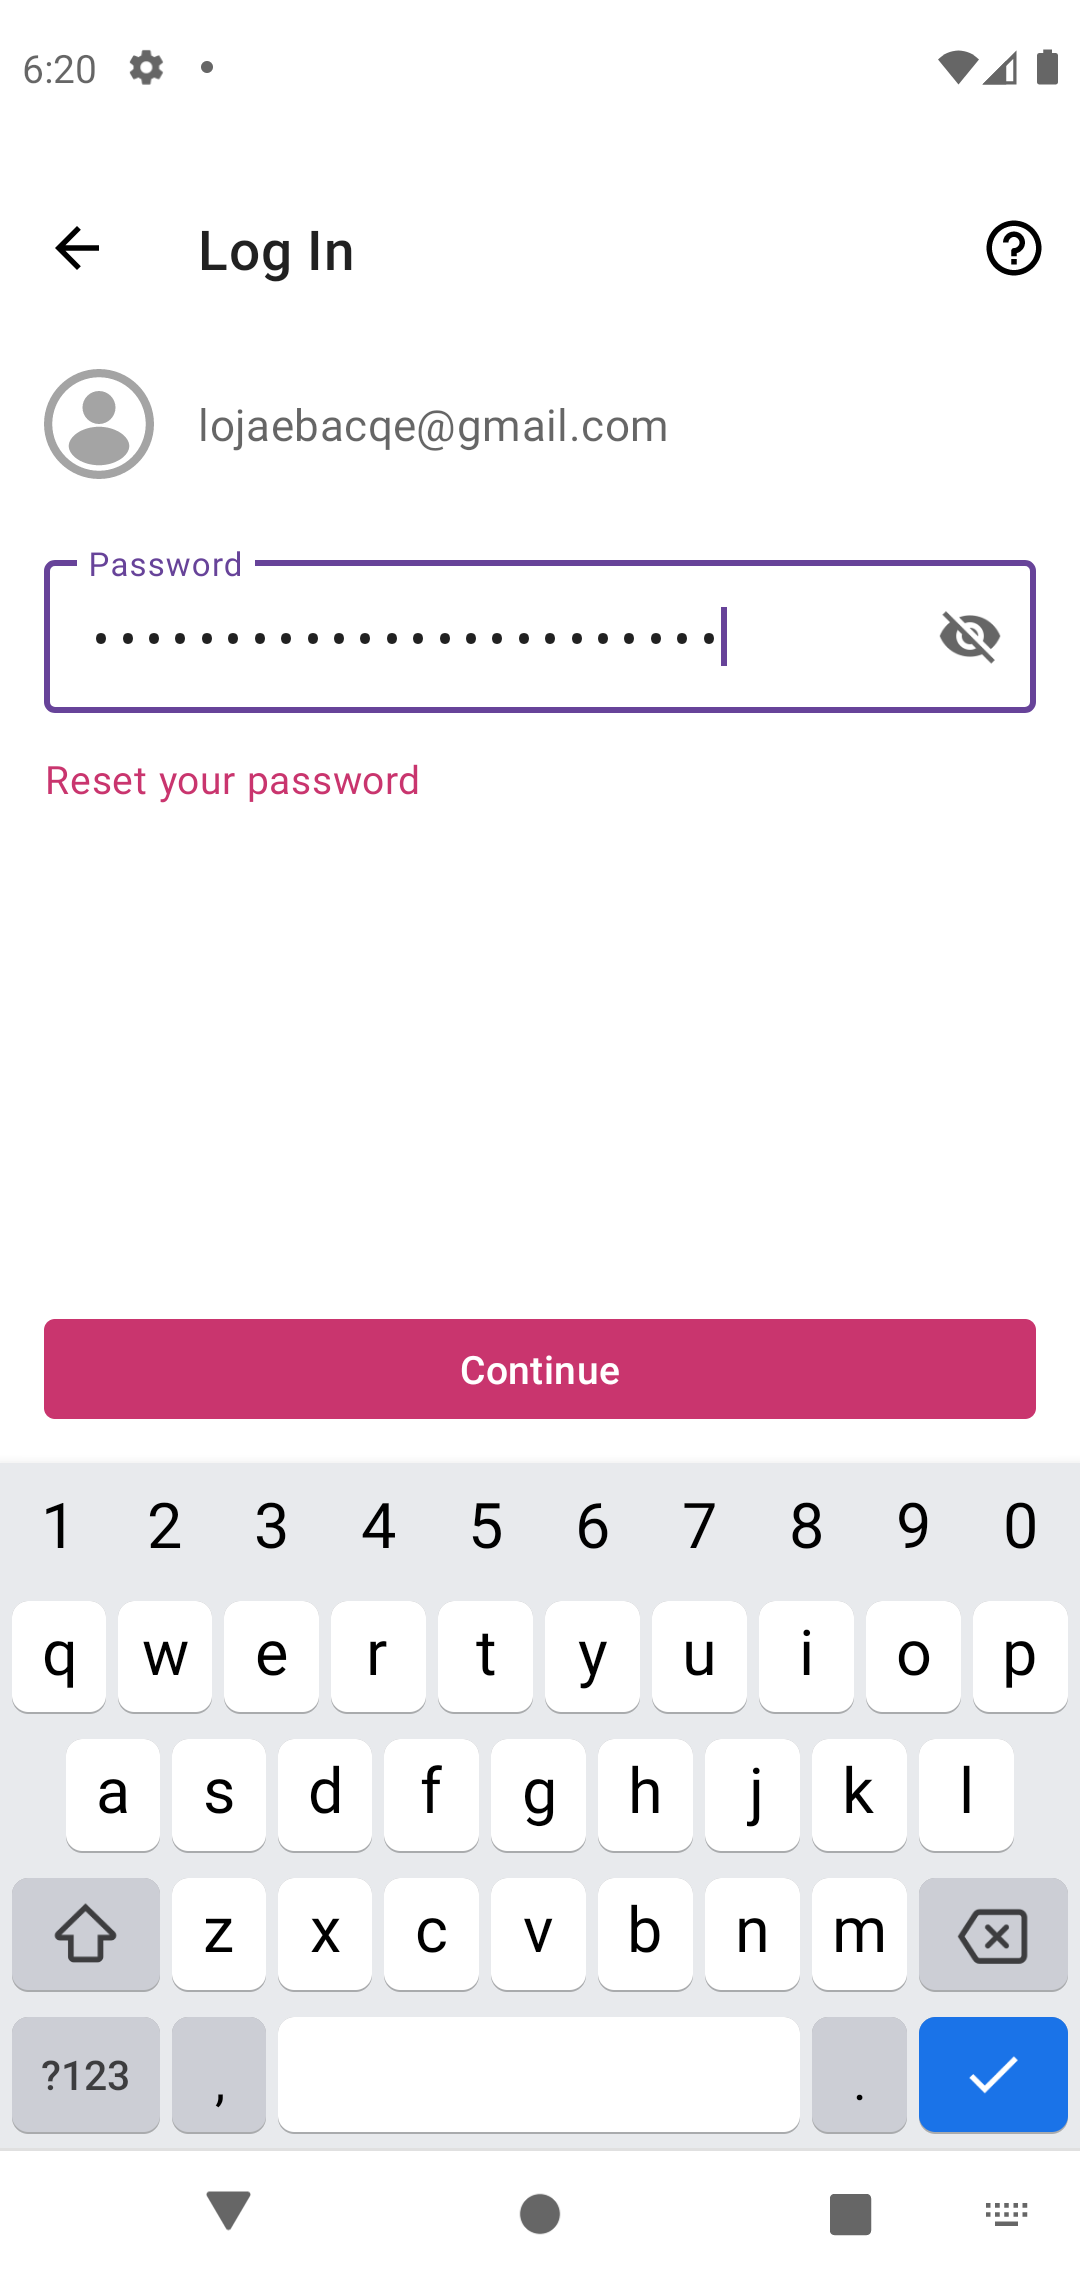 6:20
Log In
lojaebacqe@gmail.com
Password
••••••••••••••••••••••••
Reset your password
Continue
1 2 3 4 5 6 7 8 9 0
q w e r t y u i o p
a s d f g h j k l
z x c v b n m
?123 , .